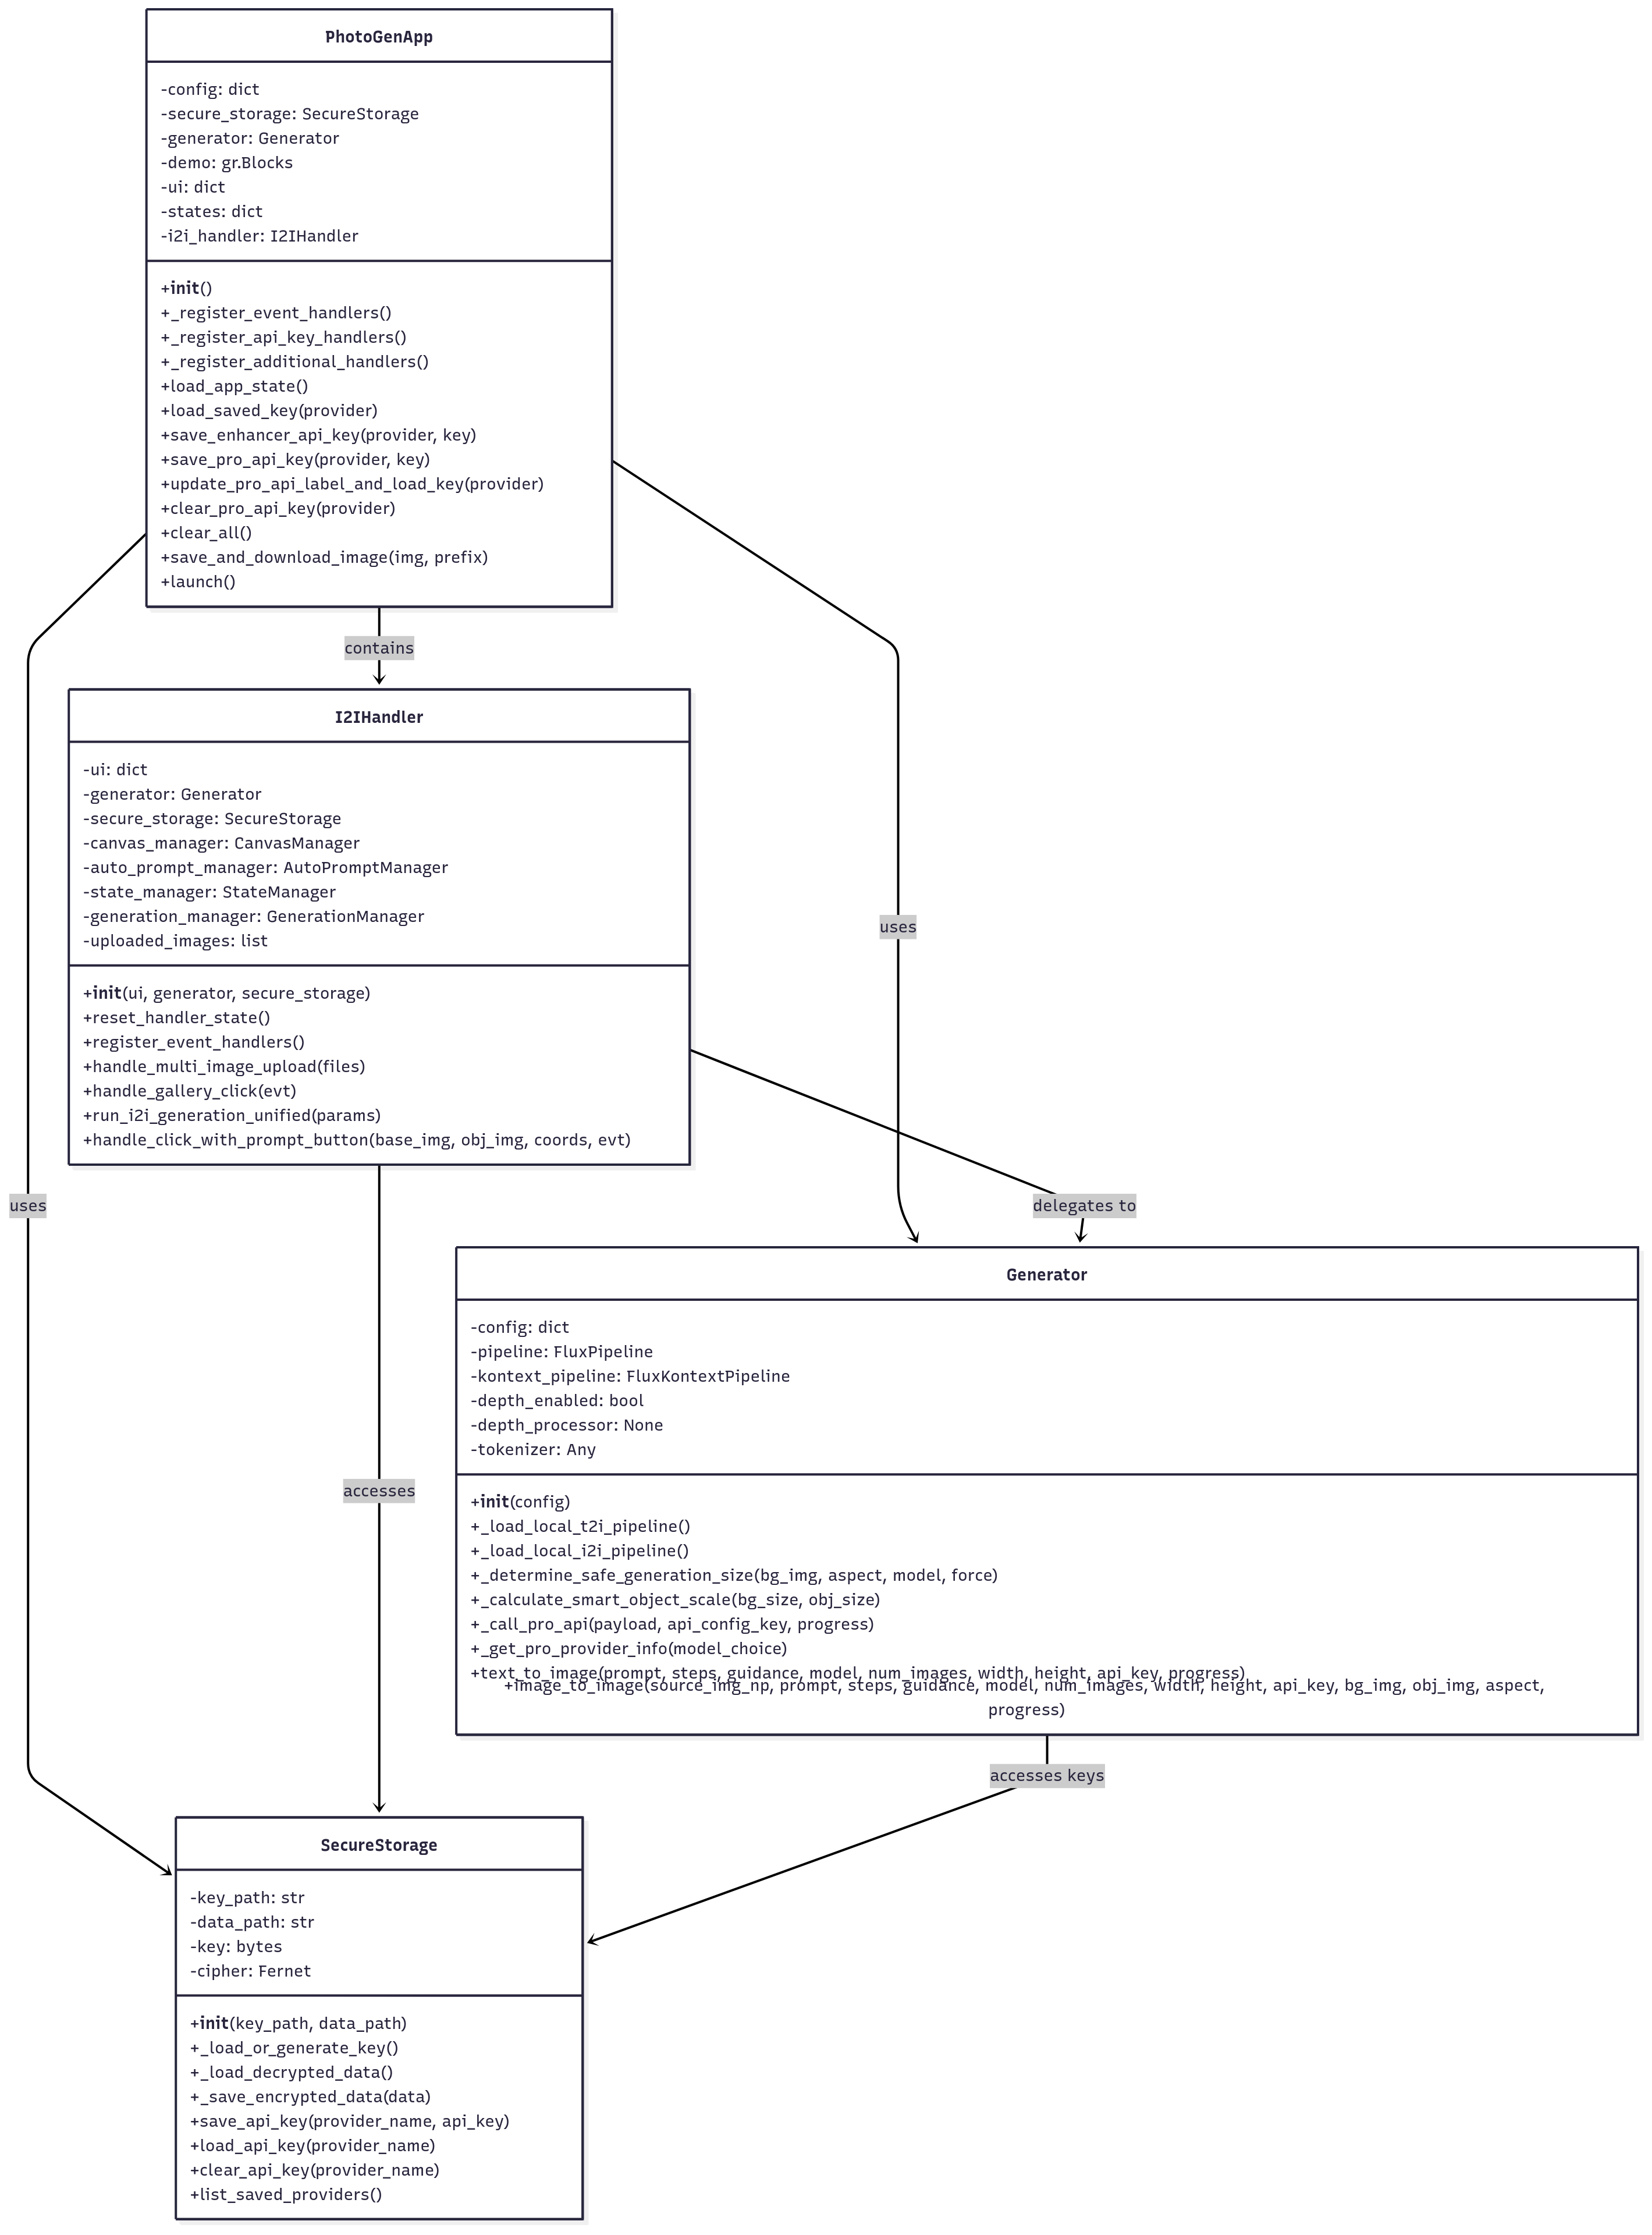 PhotoGenApp
-config: dict
-secure_storage: SecureStorage
-generator: Generator
-demo: gr.Blocks
-ui: dict
-states: dict
-i2i_handler: I2IHandler
+init()
+_register_event_handlers()
+_register_api_key_handlers()
+_register_additional_handlers()
+load_app_state()
+load_saved_key(provider)
+save_enhancer_api_key(provider, key)
+save_pro_api_key(provider, key)
+update_pro_api_label_and_load_key(provider)
+clear_pro_api_key(provider)
+clear_all()
+save_and_download_image(img, prefix)
+launch()
contains
I2IHandler
-ui: dict
-generator: Generator
-secure_storage: SecureStorage
-canvas_manager: CanvasManager
-auto_prompt_manager: AutoPromptManager
-state_manager: StateManager
-generation_manager: GenerationManager
-uploaded_images: list
+init(ui, generator, secure_storage)
+reset_handler_state()
+register_event_handlers()
+handle_multi_image_upload(files)
+handle_gallery_click(evt)
+run_i2i_generation_unified(params)
+handle_click_with_prompt_button(base_img, obj_img, coords, evt)
uses
uses
delegates to
Generator
-config: dict
-pipeline: FluxPipeline
-kontext_pipeline: FluxKontextPipeline
-depth_enabled: bool
-depth_processor: None
-tokenizer: Any
+init(config)
+_load_local_t2i_pipeline()
+_load_local_i2i_pipeline()
+_determine_safe_generation_size(bg_img, aspect, model, force)
+_calculate_smart_object_scale(bg_size, obj_size)
+_call_pro_api(payload, api_config_key, progress)
+_get_pro_provider_info(model_choice)
+text_to_image(prompt, steps, guidance, model, num_images, width, height, api_key, progress)
+image_to_image(source_img_np, prompt, steps, guidance, model, num_images, width, height, api_key, bg_img, obj_img, aspect,
progress)
accesses
accesses keys
SecureStorage
-key_path: str
-data_path: str
-key: bytes
-cipher: Fernet
+init(key_path, data_path)
+_load_or_generate_key()
+_load_decrypted_data()
+_save_encrypted_data(data)
+save_api_key(provider_name, api_key)
+load_api_key(provider_name)
+clear_api_key(provider_name)
+list_saved_providers()